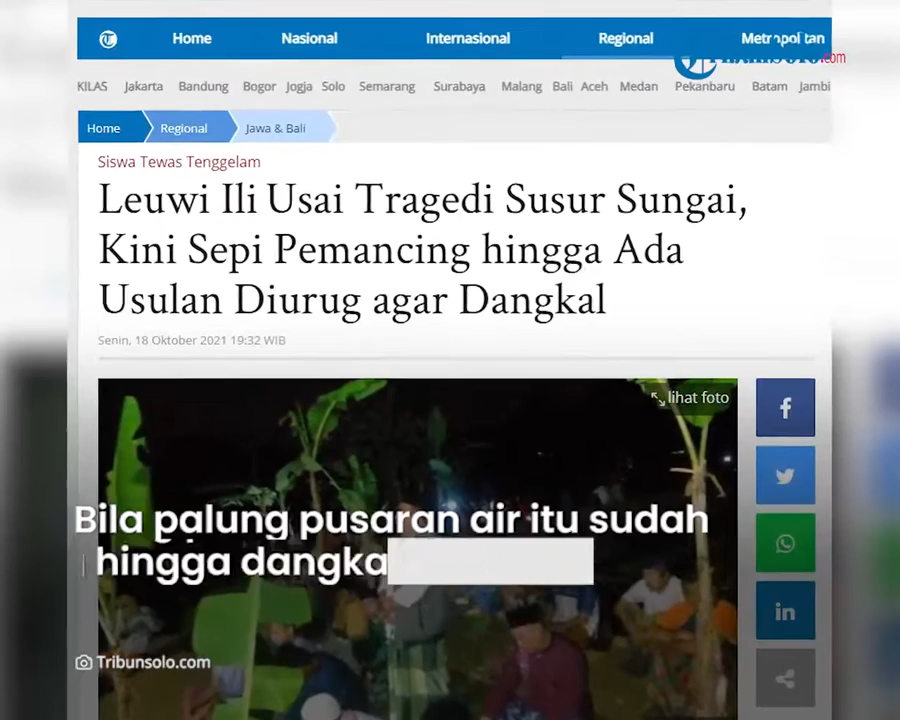 Home Nasional Internasional Regional Metropolitan
KILAS Jakarta Bandung Bogor Jogja Solo Semarang Surabaya Malang Bali Aceh Medan Pekanbaru Batam Jambi
Home Regional Jawa & Bali
Siswa Tewas Tenggelam
Leuwi Ili Usai Tragedi Susur Sungai,
Kini Sepi Pemancing hingga Ada
Usulan Diurug agar Dangkal
Senin, 18 Oktober 2021 19:32 WIB
lihat foto
Bila palung pusaran air itu sudah
hingga dangka
Tribunsolo.com